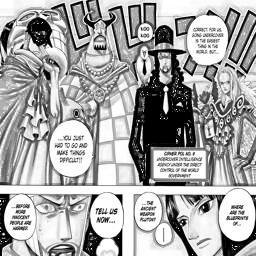 CORRECT. FOR US,
GOING UNDERCOVER
IS THE EASIEST
THING IN THE
WORLD. BUT...
KOO
KOO
...YOU JUST
HAD TO GO AND
MAKE THINGS
DIFFICULT!!
CIPHER POL NO. 9
UNDERCOVER INTELLIGENCE
AGENCY UNDER THE DIRECT
CONTROL OF THE WORLD
GOVERNMENT
WHERE
ARE THE
BLUEPRINTS
OF...
...THE
ANCIENT
WEAPON
PLUTON?
TELL US
NOW...
...BEFORE
MORE
INNOCENT
PEOPLE
ARE
HARMED.